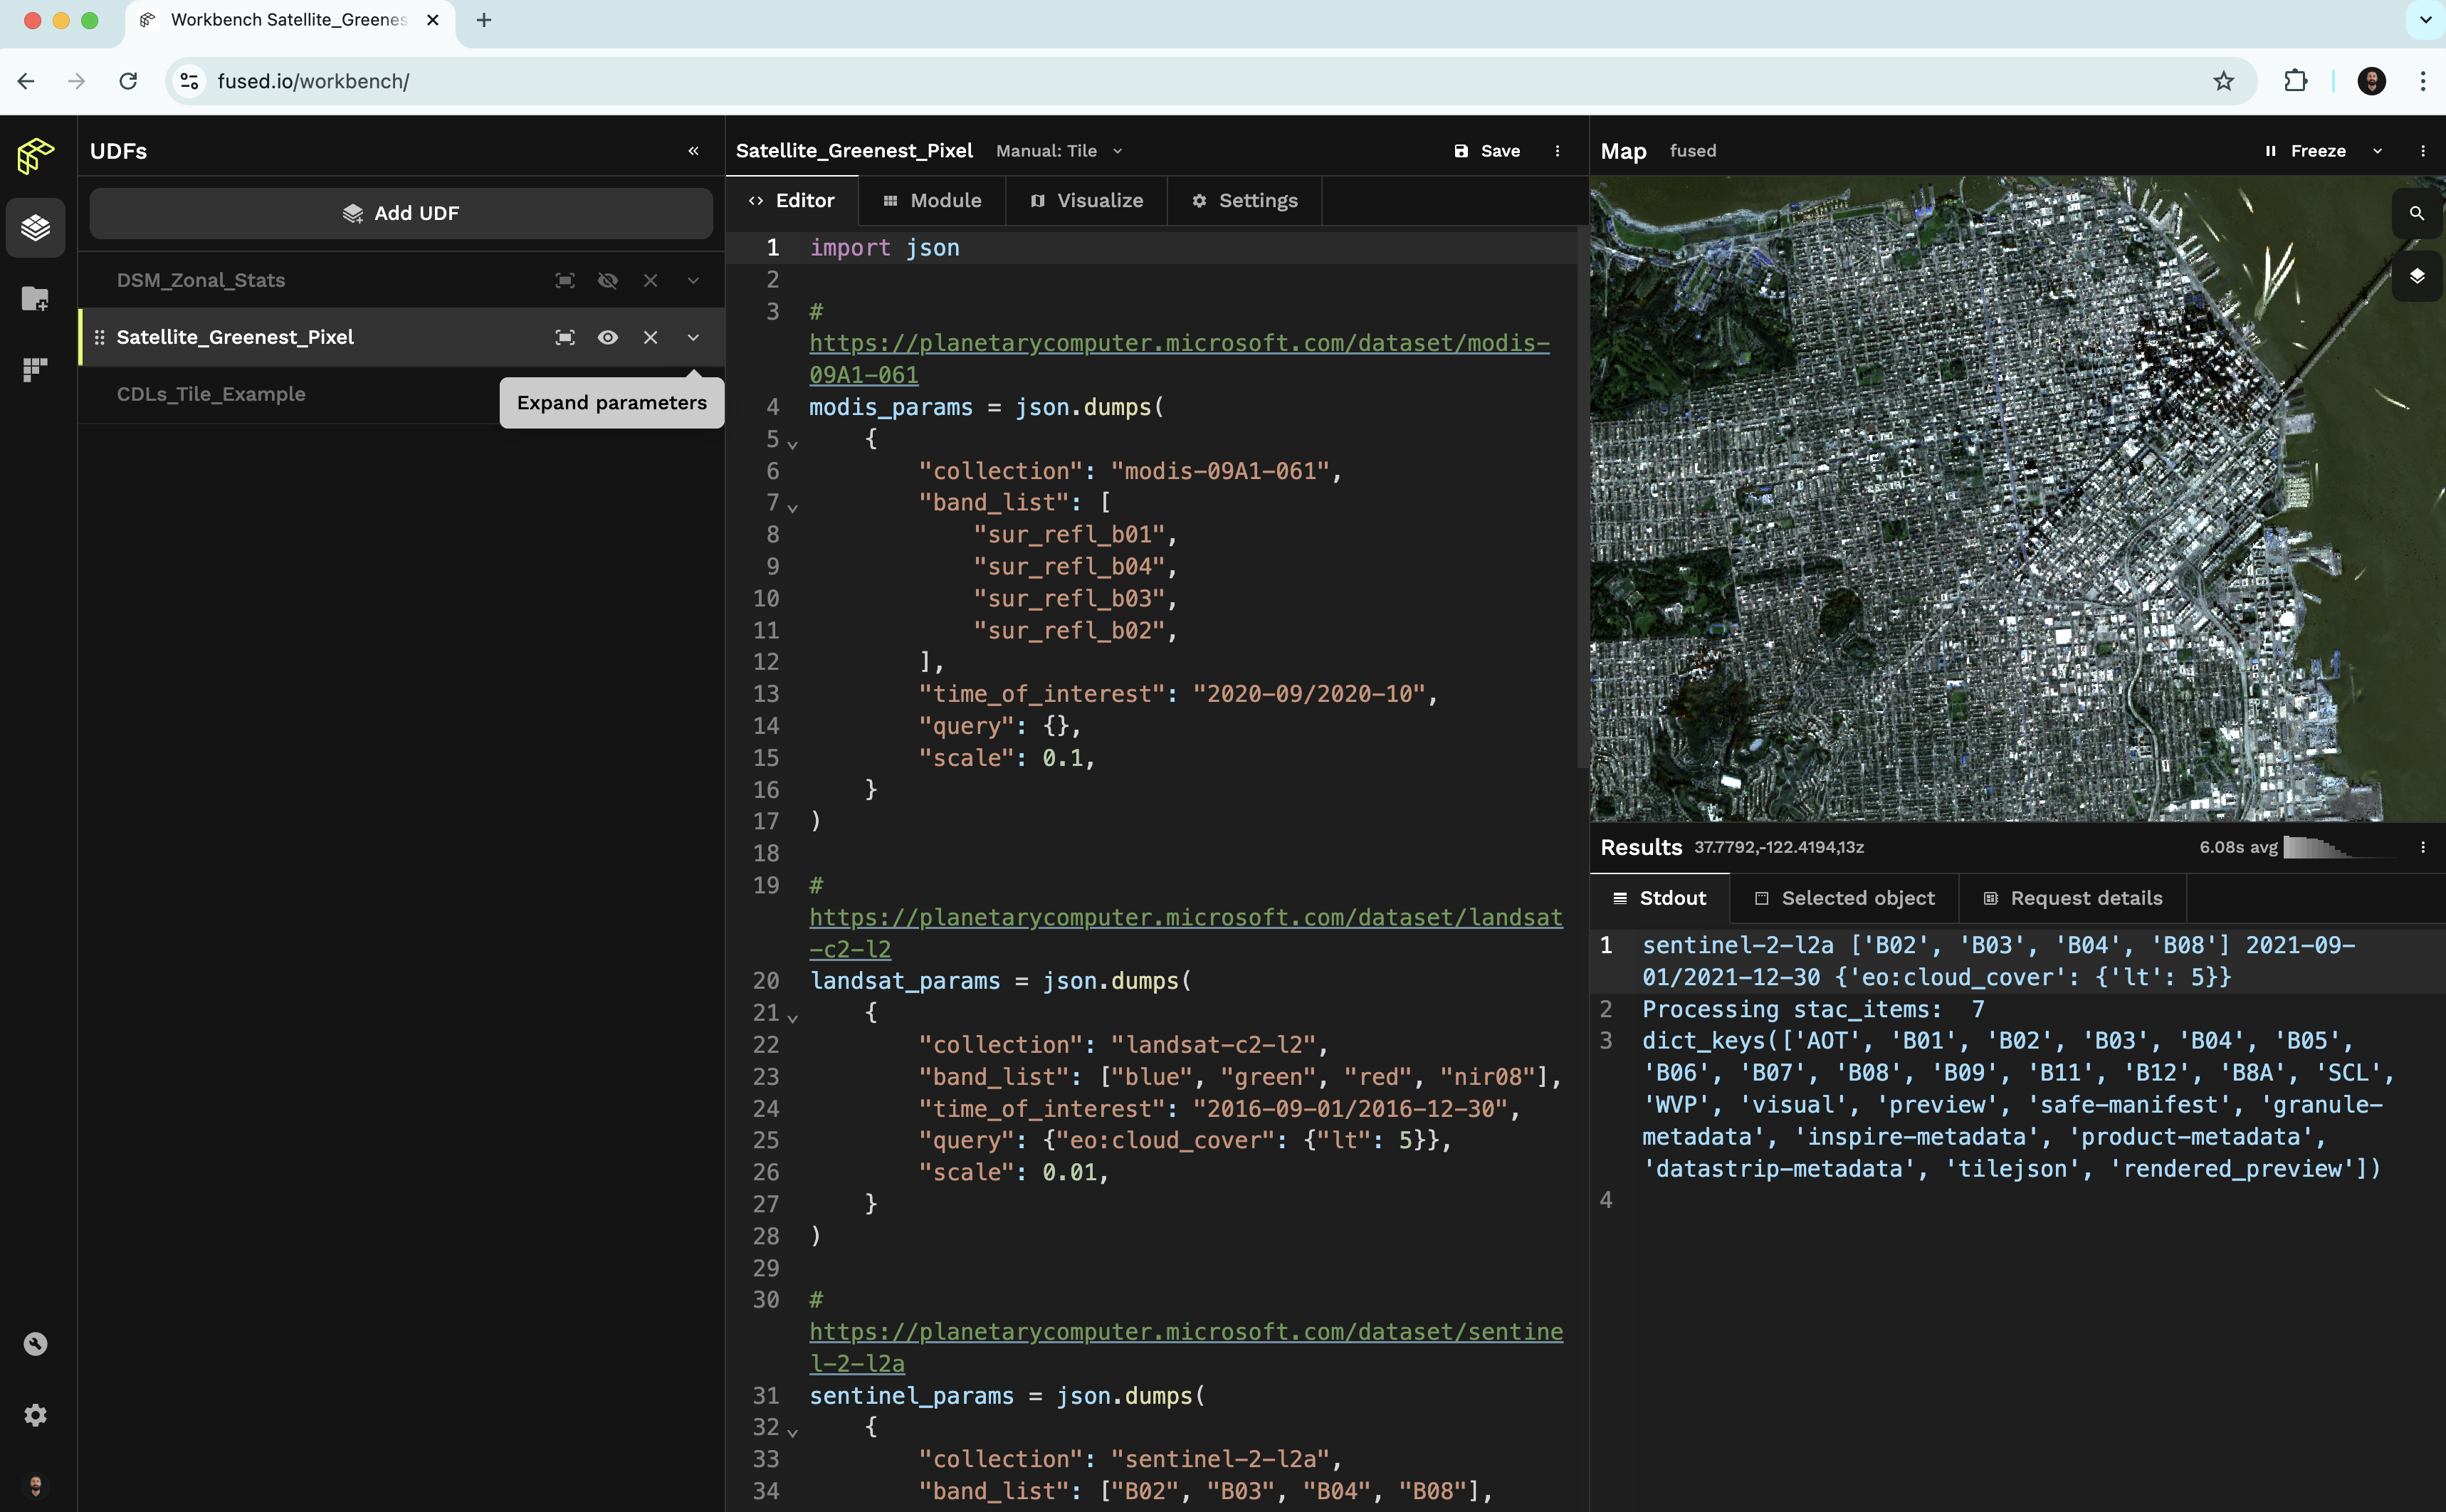 Workbench Satellite_Greenes
fused.io/workbench/
UDFs
Add UDF
DSM_Zonal_Stats
Satellite_Greenest_Pixel
CDLs_Tile_Example
Expand parameters
Satellite_Greenest_Pixel Manual: Tile Save
Editor Module Visualize Settings
1 import json
2
3 #
https://planetarycomputer.microsoft.com/dataset/modis-
09A1-061
4 modis_params = json.dumps(
5 {
6 "collection": "modis-09A1-061",
7 "band_list": [
8 "sur_refl_b01",
9 "sur_refl_b04",
10 "sur_refl_b03",
11 "sur_refl_b02",
12 ],
13 "time_of_interest": "2020-09/2020-10",
14 "query": {},
15 "scale": 0.1,
16 }
17 )
18
19 #
https://planetarycomputer.microsoft.com/dataset/landsat
-c2-l2
20 landsat_params = json.dumps(
21 {
22 "collection": "landsat-c2-l2",
23 "band_list": ["blue", "green", "red", "nir08"],
24 "time_of_interest": "2016-09-01/2016-12-30",
25 "query": {"eo:cloud_cover": {"lt": 5}},
26 "scale": 0.01,
27 }
28 )
29
30 #
https://planetarycomputer.microsoft.com/dataset/sentine
l-2-l2a
31 sentinel_params = json.dumps(
32 {
33 "collection": "sentinel-2-l2a",
34 "band_list": ["B02", "B03", "B04", "B08"],
Map fused Freeze
Results 37.7792,-122.4194,13z 6.08s avg
Stdout Selected object Request details
1 sentinel-2-l2a ['B02', 'B03', 'B04', 'B08'] 2021-09-
01/2021-12-30 {'eo:cloud_cover': {'lt': 5}}
2 Processing stac_items: 7
3 dict_keys(['AOT', 'B01', 'B02', 'B03', 'B04', 'B05',
'B06', 'B07', 'B08', 'B09', 'B11', 'B12', 'B8A', 'SCL',
'WVP', 'visual', 'preview', 'safe-manifest', 'granule-
metadata', 'inspire-metadata', 'product-metadata',
'datastrip-metadata', 'tilejson', 'rendered_preview'])
4